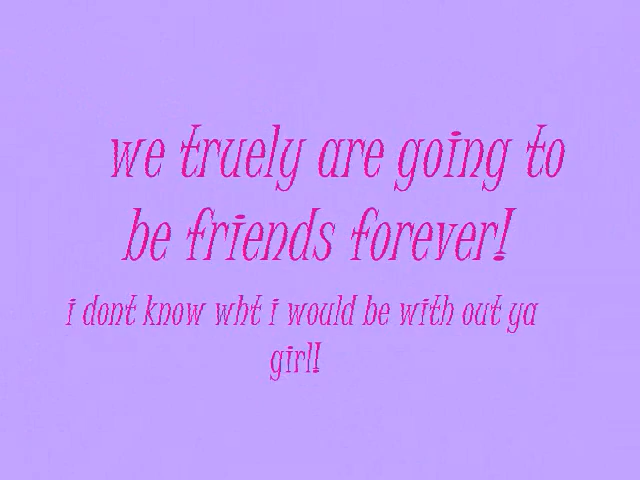 we truely are going to
be friends forever!
i dont know wht i would be with out ya
girl!